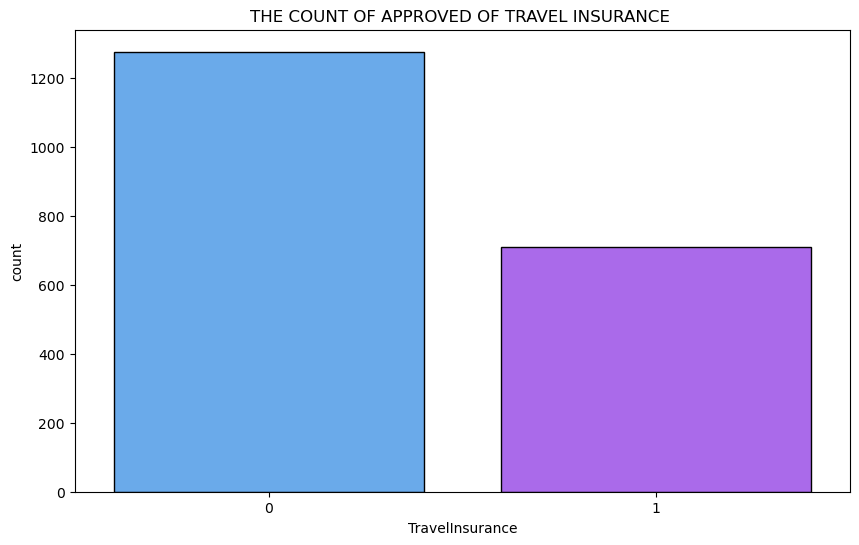 THE COUNT OF APPROVED OF TRAVEL INSURANCE
1200
1000
800
600
400
200
0
count
0 1
TravelInsurance